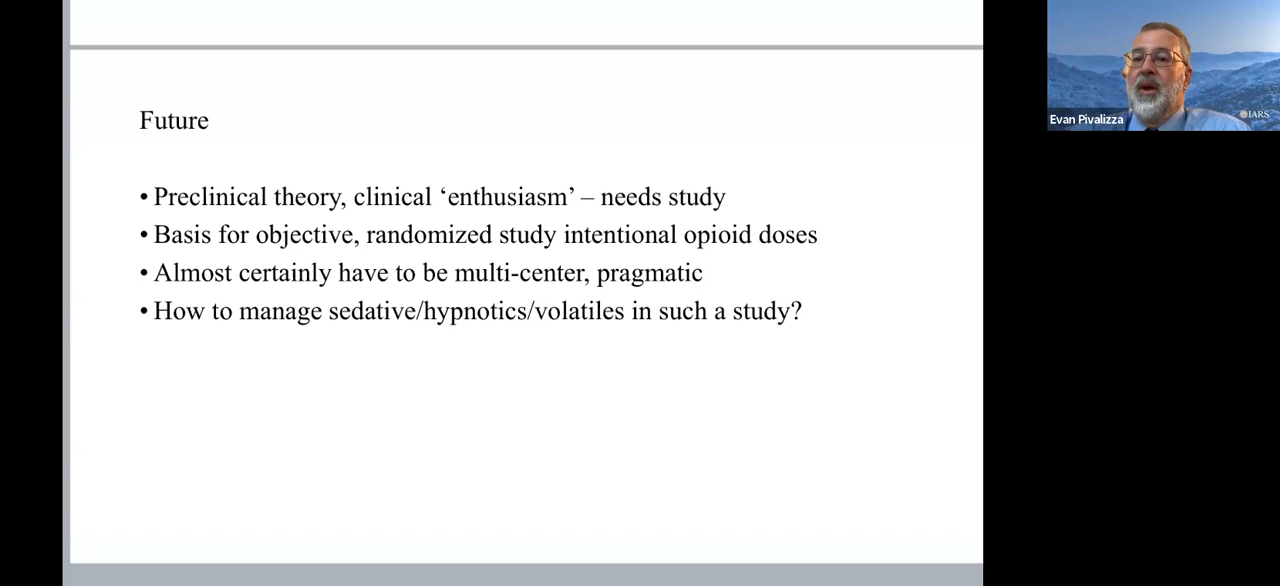 Future
• Preclinical theory, clinical ‘enthusiasm’ – needs study
• Basis for objective, randomized study intentional opioid doses
• Almost certainly have to be multi-center, pragmatic
• How to manage sedative/hypnotics/volatiles in such a study?
Evan Pivalizza
IARS